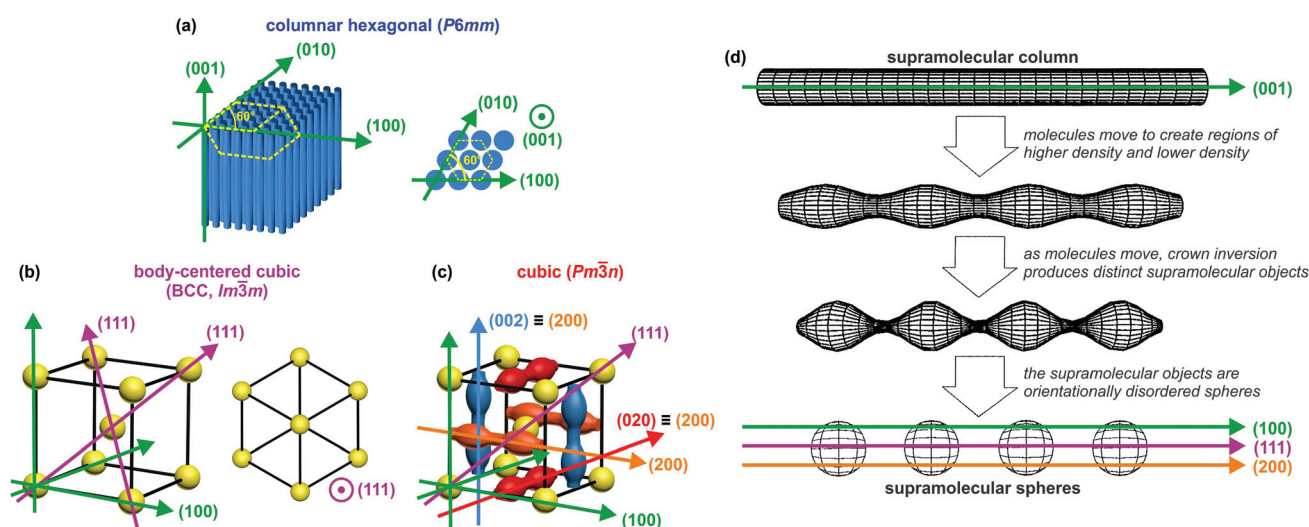 (a)
columnar hexagonal (P6mm)
(010)
(001)
60°
(100)
(010)
(001)
60°
(100)
(b)
body-centered cubic
(BCC, Im3̅m)
(111)
(111)
(100)
(111)
(c)
cubic (Pm3̅n)
(002) ≡ (200)
(111)
(020) ≡ (200)
(200)
(100)
(d)
supramolecular column
(001)
molecules move to create regions of
higher density and lower density
as molecules move, crown inversion
produces distinct supramolecular objects
the supramolecular objects are
orientationally disordered spheres
(100)
(111)
(200)
supramolecular spheres